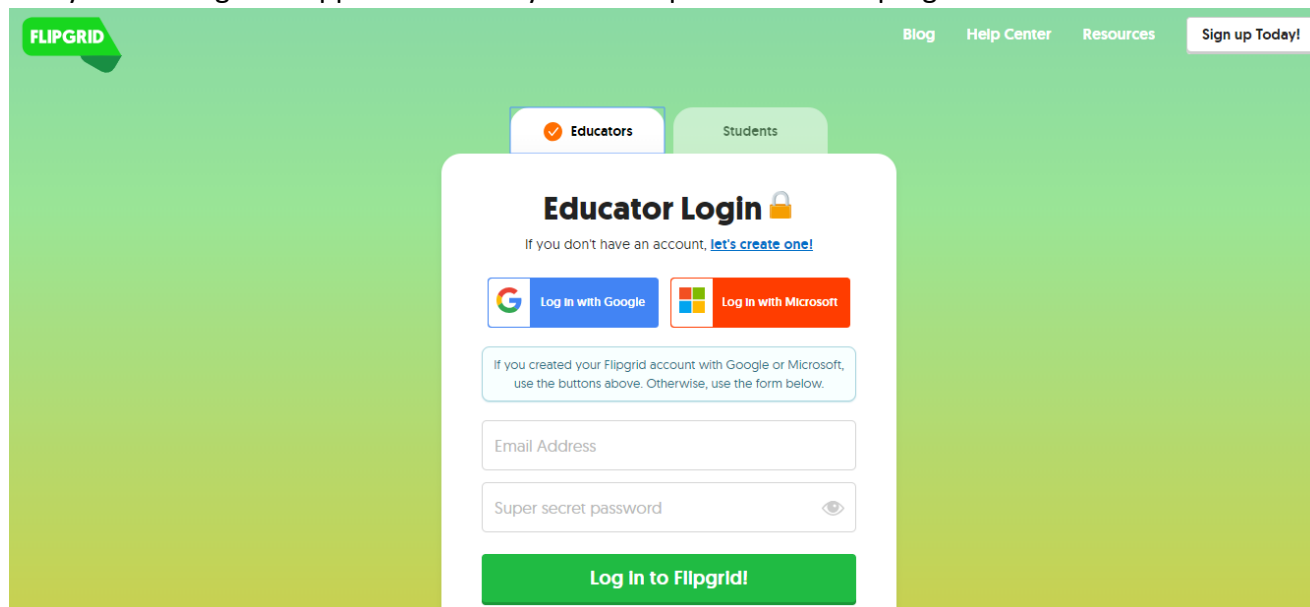 FLIPGRID
Blog Help Center Resources Sign up Today!
Educators Students
Educator Login
If you don't have an account, let's create one!
Log in with Google Log in with Microsoft
If you created your Flipgrid account with Google or Microsoft,
use the buttons above. Otherwise, use the form below.
Email Address
Super secret password
Log in to Flipgrid!